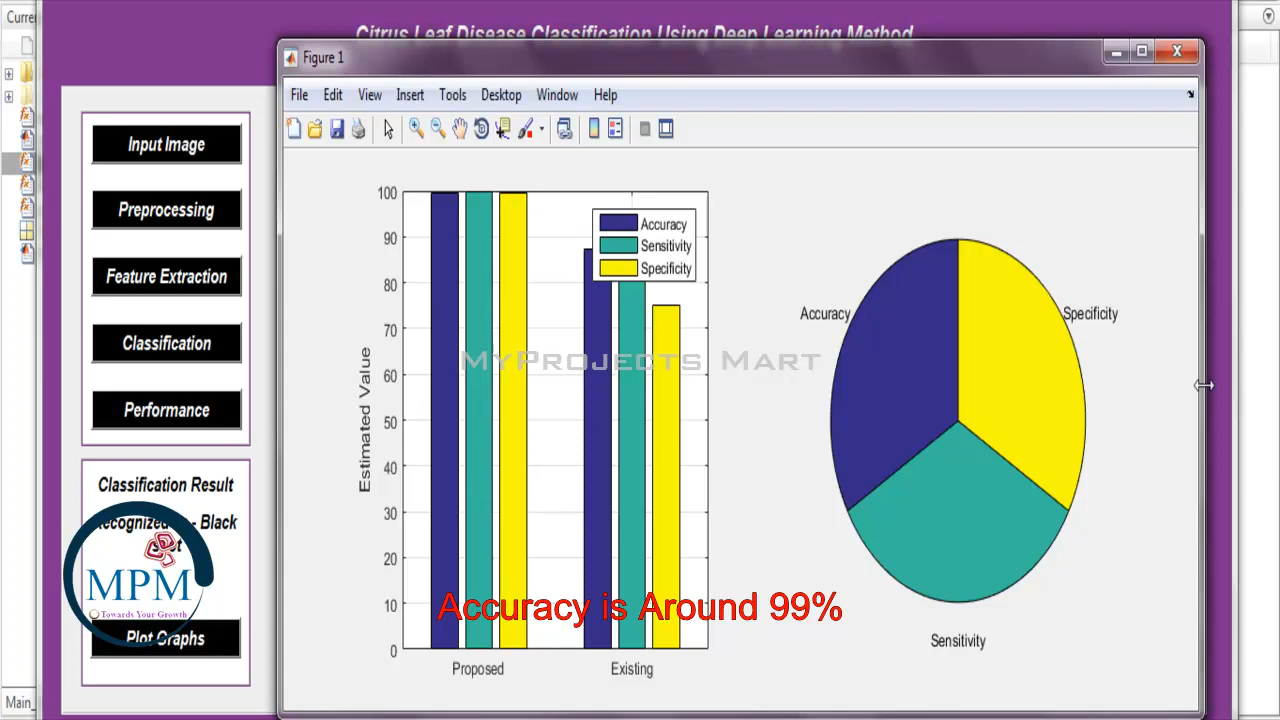 Citrus Leaf Disease Classification Using Deep Learning Method
Figure 1
File Edit View Insert Tools Desktop Window Help
Input Image
Preprocessing
Feature Extraction
Classification
Performance
Classification Result
- Black
MPM
Towards Your Growth
Plot Graphs
Main_
100
90
80
70
60
50
40
30
20
10
0
Estimated Value
Proposed
Existing
Accuracy
Sensitivity
Specificity
MyProjects Mart
Accuracy
Specificity
Sensitivity
Accuracy is Around 99%